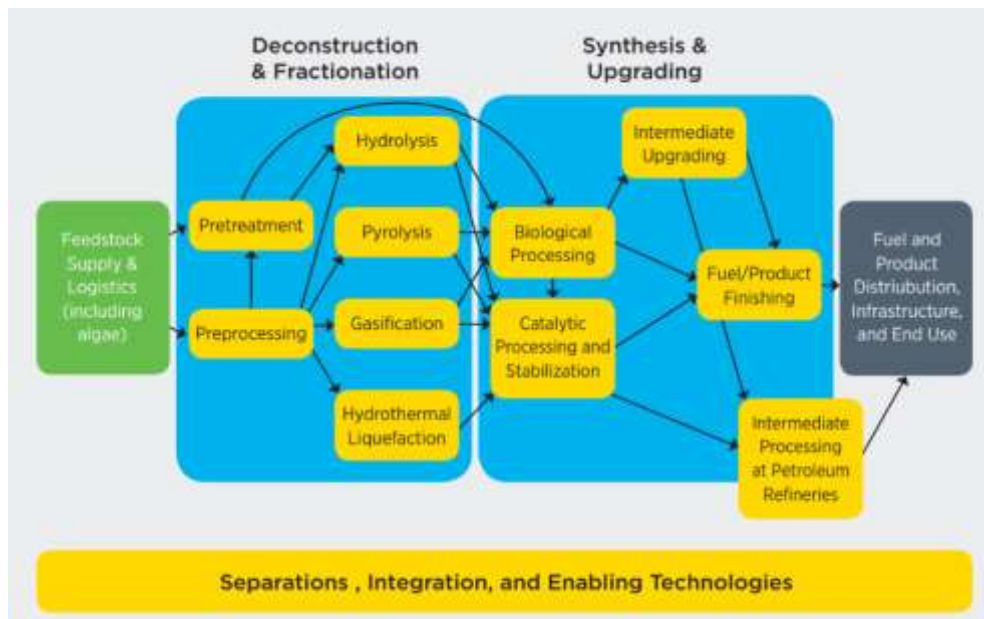 Deconstruction
& Fractionation
Synthesis &
Upgrading
Feedstock
Supply &
Logistics
(including
algae)
Pretreatment
Preprocessing
Hydrolysis
Pyrolysis
Gasification
Hydrothermal
Liquefaction
Biological
Processing
Catalytic
Processing and
Stabilization
Intermediate
Upgrading
Fuel/Product
Finishing
Intermediate
Processing
at Petroleum
Refineries
Fuel and
Product
Distriubution,
Infrastructure,
and End Use
Separations , Integration, and Enabling Technologies